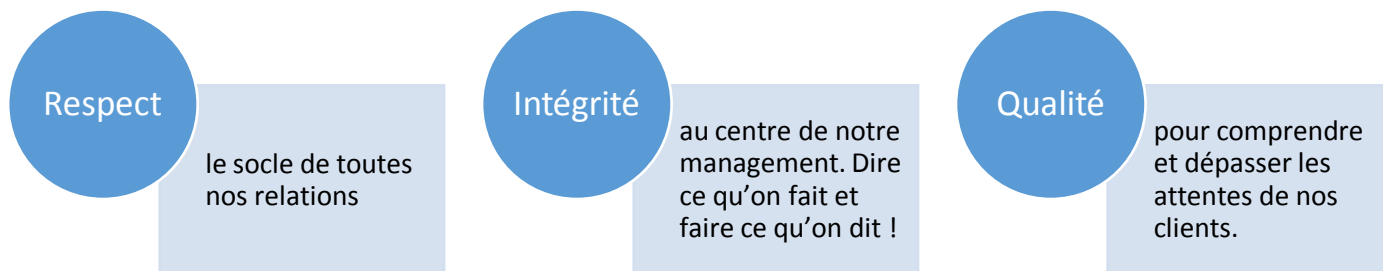 Respect
le socle de toutes
nos relations
Intégrité
au centre de notre
management. Dire
ce qu’on fait et
faire ce qu’on dit !
Qualité
pour comprendre
et dépasser les
attentes de nos
clients.